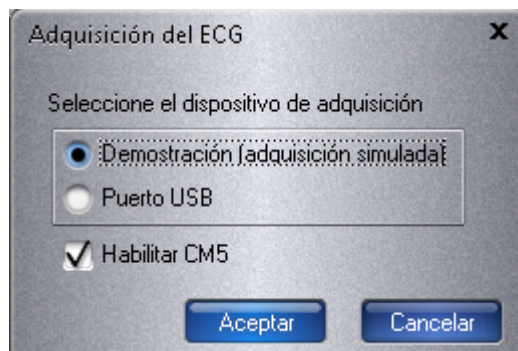 Adquisición del ECG x
Seleccione el dispositivo de adquisición
Demostración (adquisición simulada)
Puerto USB
Habilitar CM5
Aceptar Cancelar